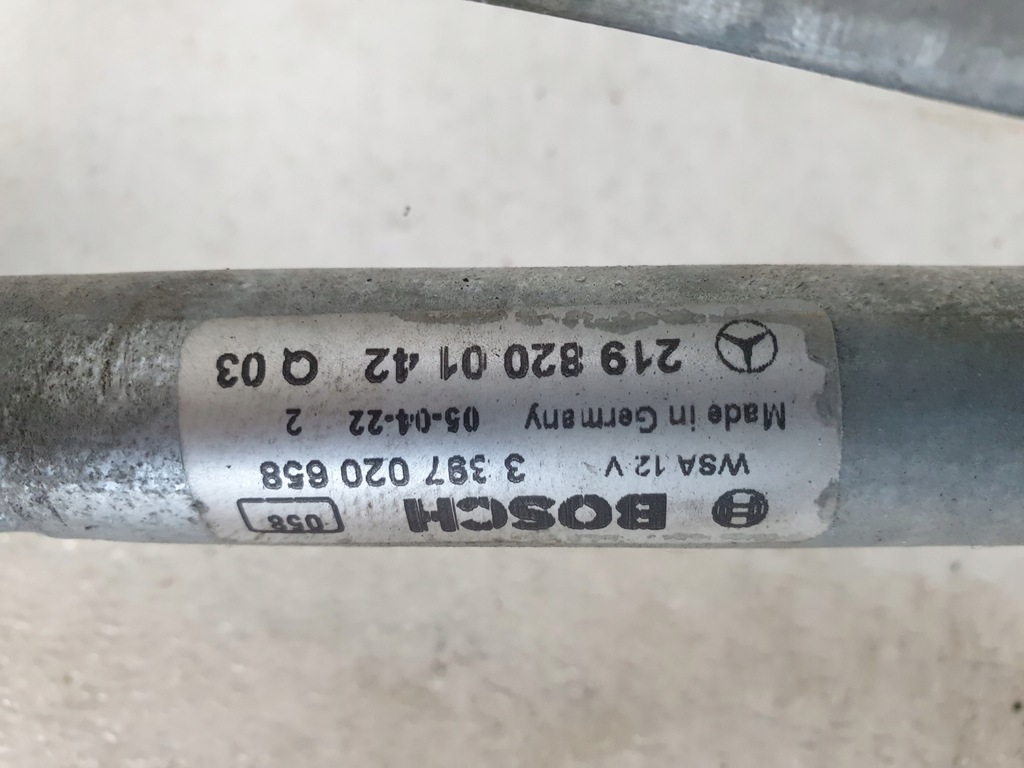 BOSCH 058
WSA 12 V 3 397 020 658
Made in Germany 05-04-22 2
219 820 01 42 Q 03